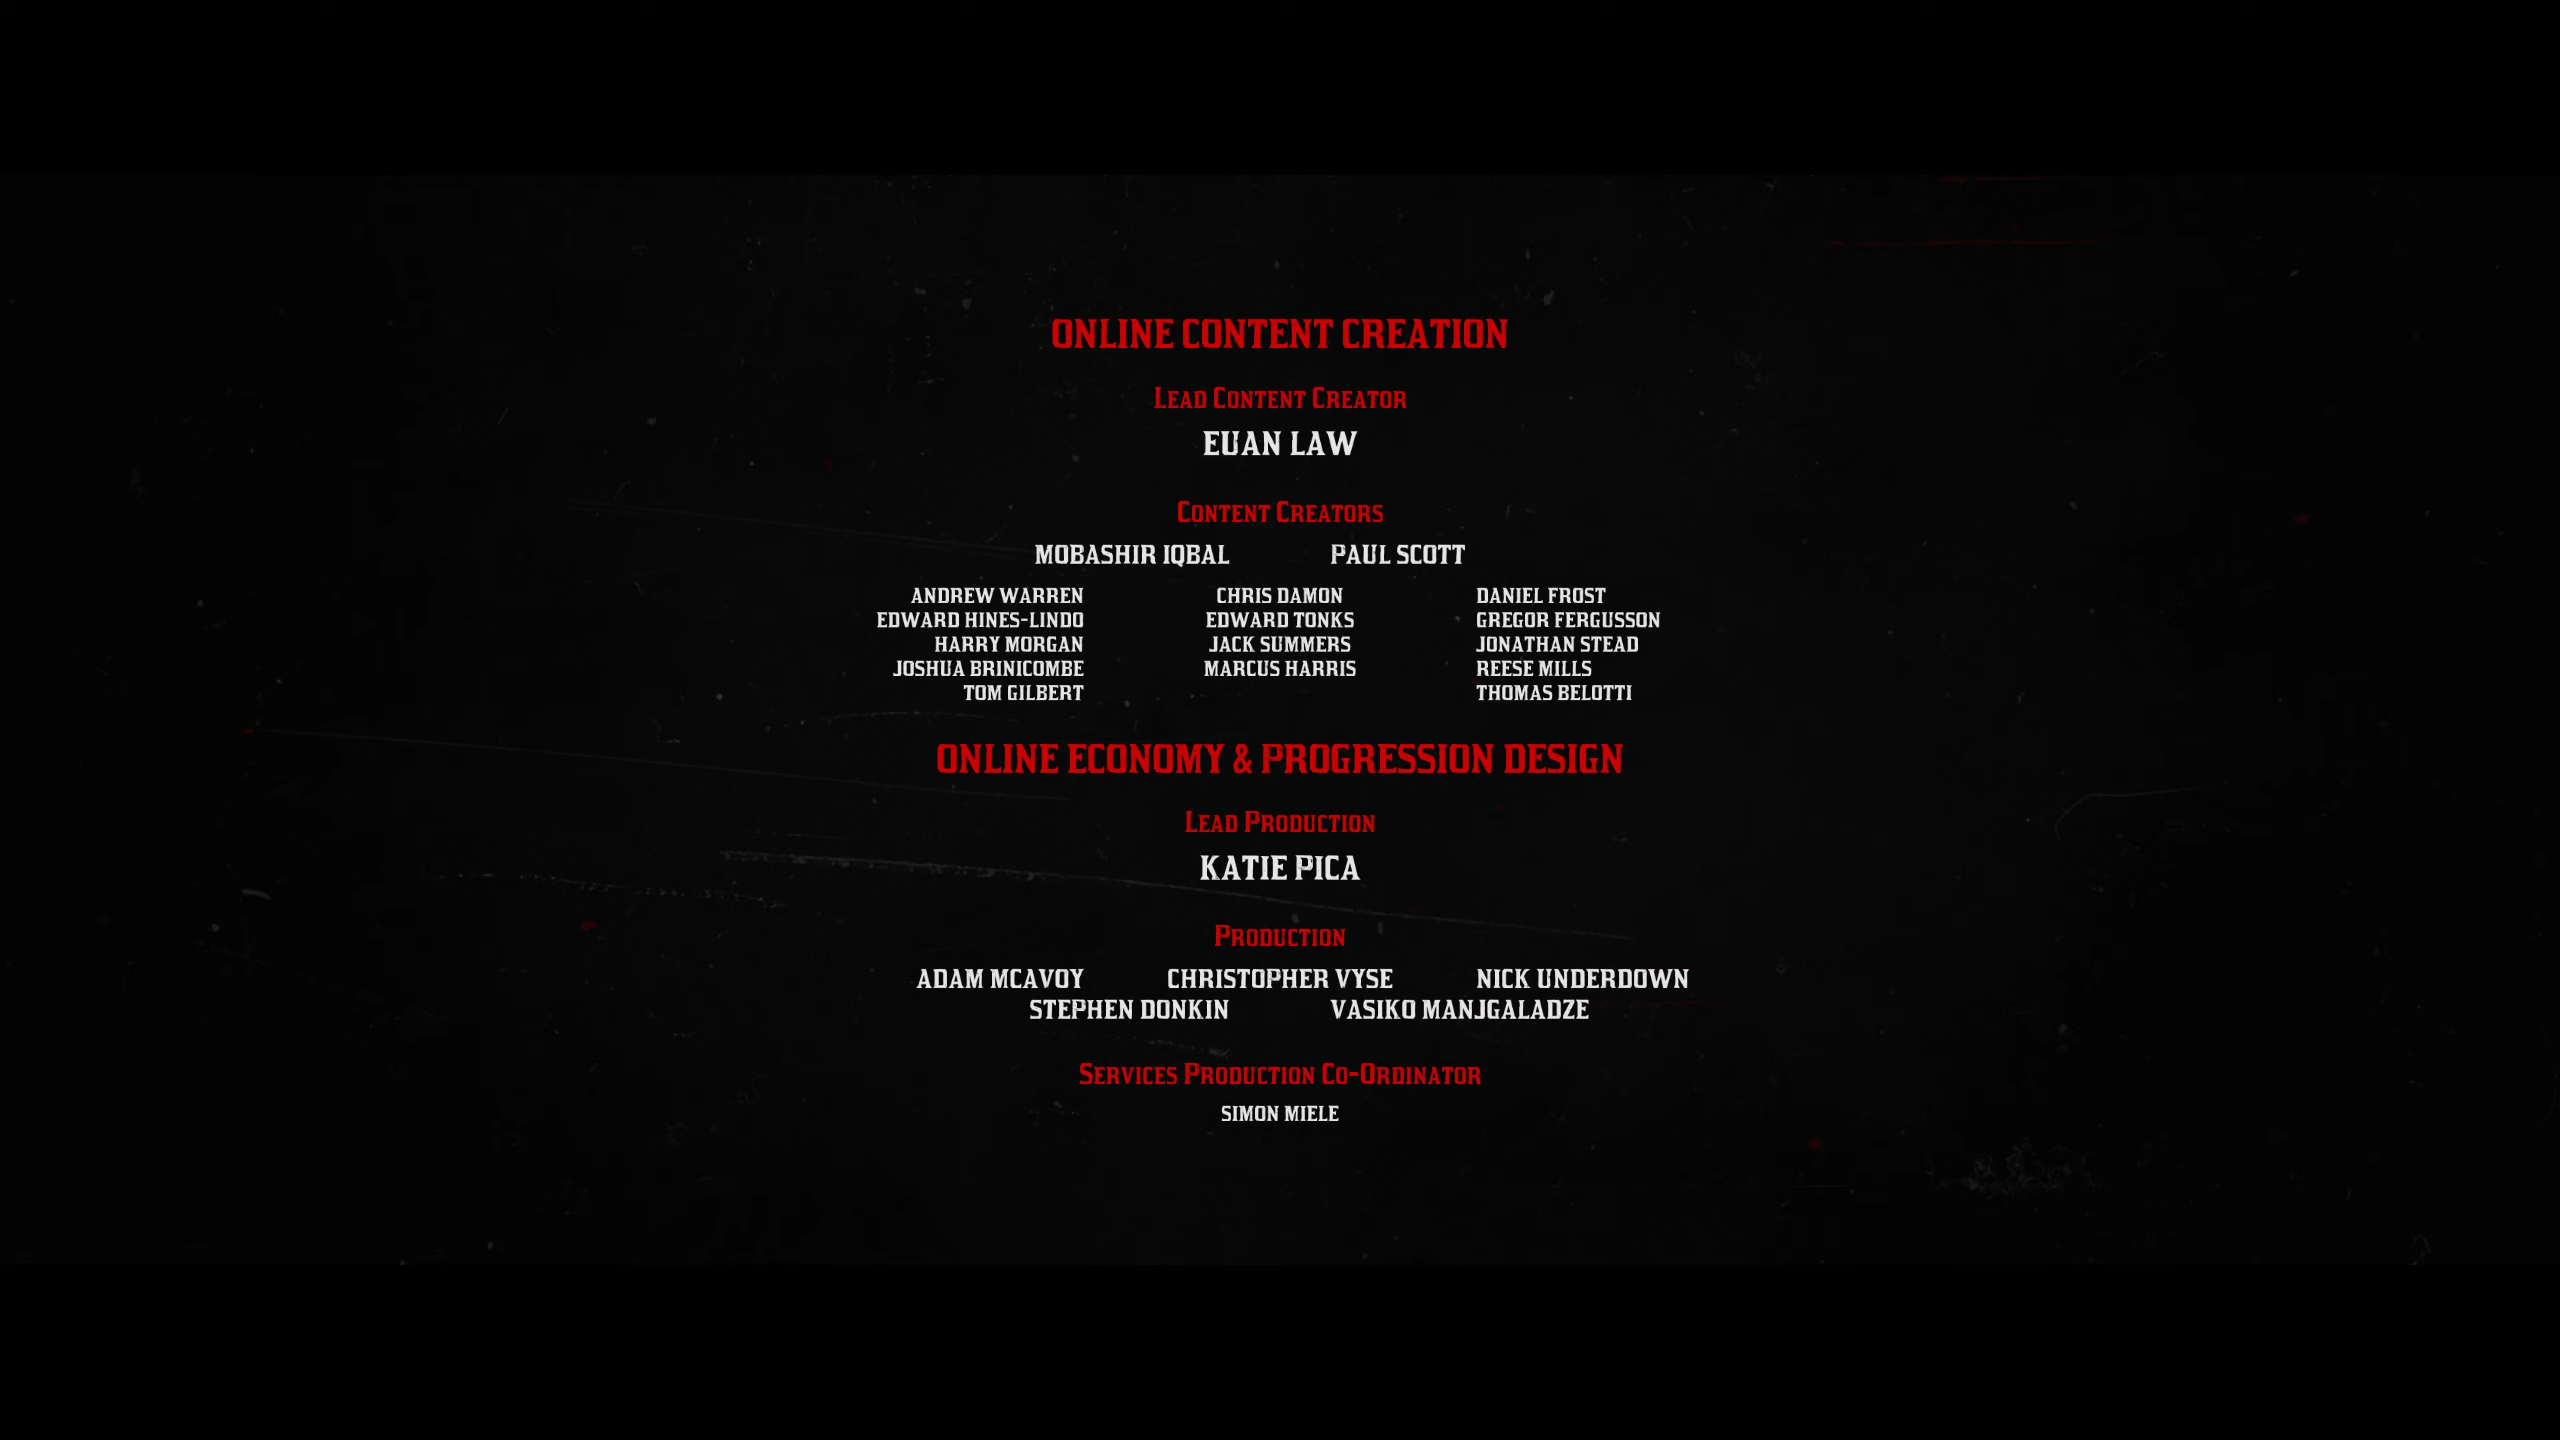 ONLINE CONTENT CREATION
LEAD CONTENT CREATOR
EUAN LAW
CONTENT CREATORS
MOBASHIR IQBAL PAUL SCOTT
ANDREW WARREN CHRIS DAMON DANIEL FROST
EDWARD HINES-LINDO EDWARD TONKS GREGOR FERGUSSON
HARRY MORGAN JACK SUMMERS JONATHAN STEAD
JOSHUA BRINICOMBE MARCUS HARRIS REESE MILLS
TOM GILBERT THOMAS BELOTTI
ONLINE ECONOMY & PROGRESSION DESIGN
LEAD PRODUCTION
KATIE PICA
PRODUCTION
ADAM MCAVOY CHRISTOPHER VYSE NICK UNDERDOWN
STEPHEN DONKIN VASIKO MANJGALADZE
SERVICES PRODUCTION CO-ORDINATOR
SIMON MIELE